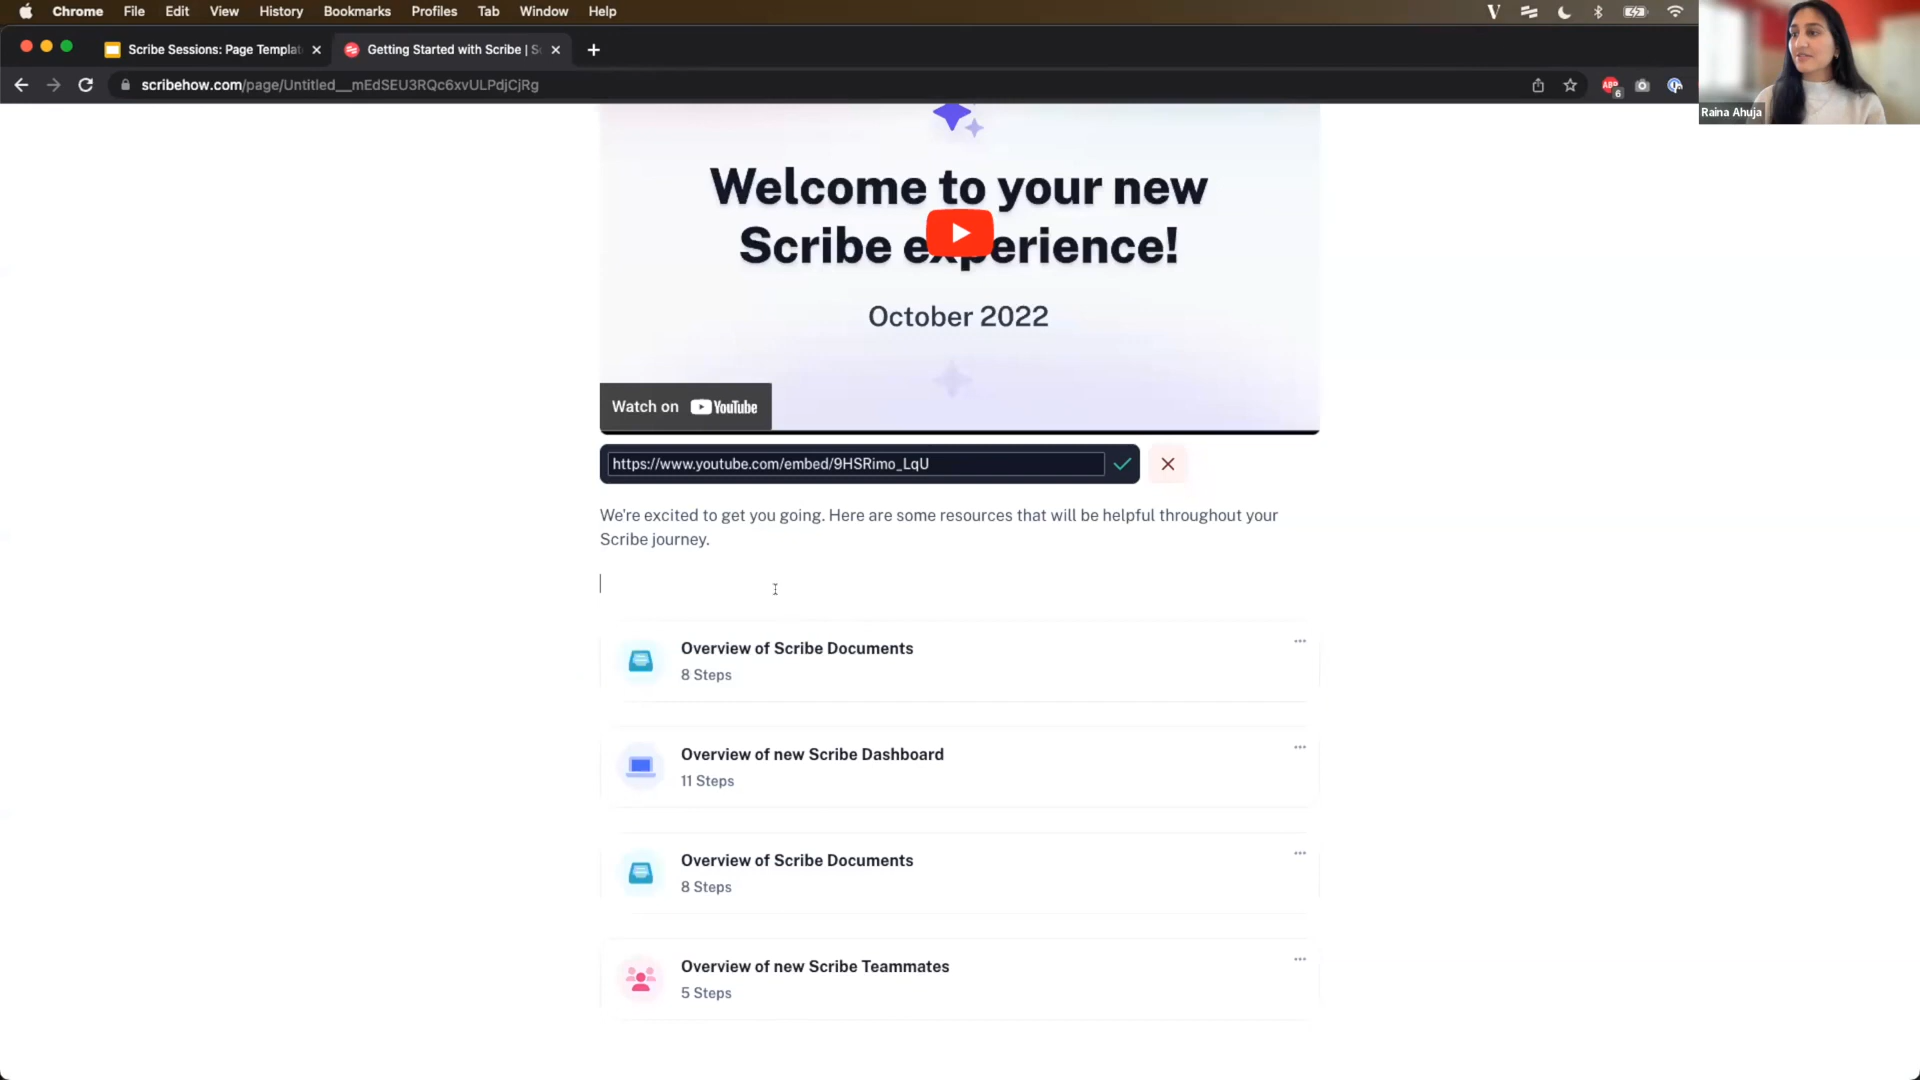 Chrome File Edit View History Bookmarks Profiles Tab Window Help
Scribe Sessions: Page Templat
Getting Started with Scribe | S
scribehow.com/page/Untitled__mEdSEU3RQc6xvULPdjCjRg
ABP
6
Raina Ahuja
Welcome to your new
Scribe experience!
October 2022
Watch on YouTube
https://www.youtube.com/embed/9HSRimo_LqU
We're excited to get you going. Here are some resources that will be helpful throughout your
Scribe journey.
Overview of Scribe Documents
8 Steps
Overview of new Scribe Dashboard
11 Steps
Overview of Scribe Documents
8 Steps
Overview of new Scribe Teammates
5 Steps